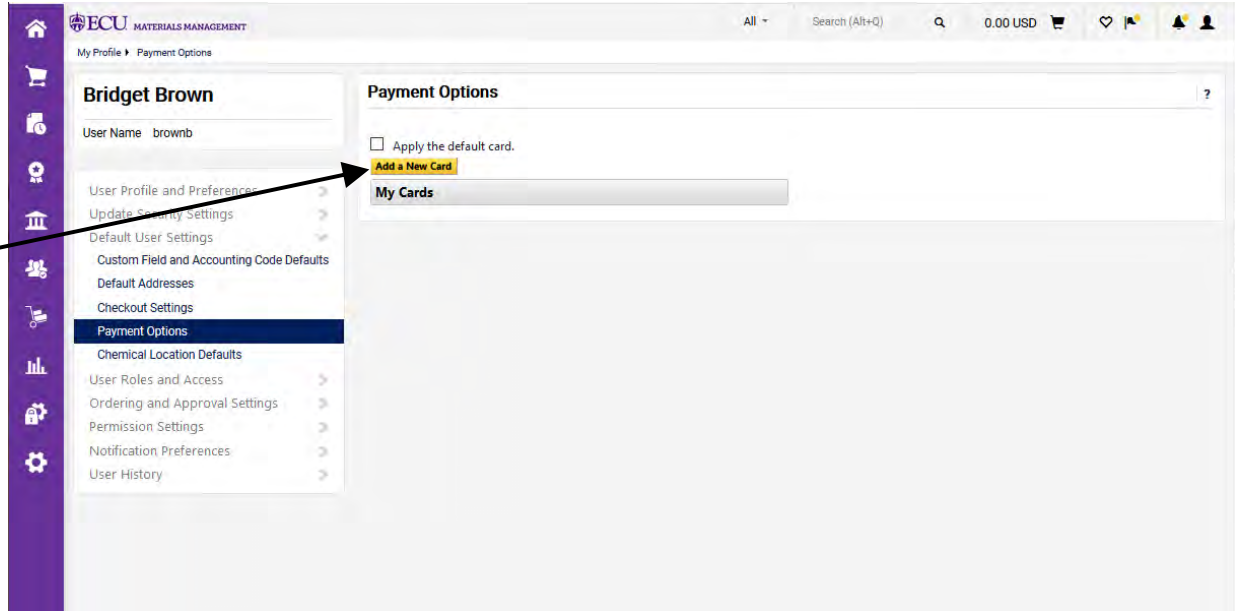 ECU MATERIALS MANAGEMENT
All
Search (Alt+Q)
0.00 USD
My Profile Payment Options
Bridget Brown
User Name brownb
User Profile and Preferences
Update Security Settings
Default User Settings
Custom Field and Accounting Code Defaults
Default Addresses
Checkout Settings
Payment Options
Chemical Location Defaults
User Roles and Access
Ordering and Approval Settings
Permission Settings
Notification Preferences
User History
Payment Options
?
Apply the default card.
Add a New Card
My Cards